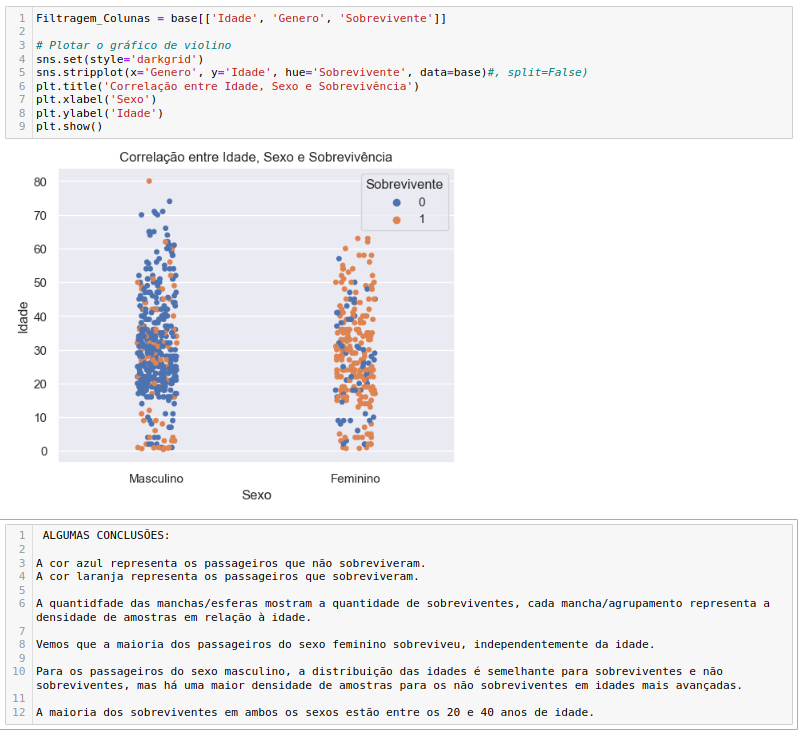 1 Filtragem_Colunas = base[['Idade', 'Genero', 'Sobrevivente']]
2
3 # Plotar o gráfico de violino
4 sns.set(style='darkgrid')
5 sns.stripplot(x='Genero', y='Idade', hue='Sobrevivente', data=base)#, split=False)
6 plt.title('Correlação entre Idade, Sexo e Sobrevivência')
7 plt.xlabel('Sexo')
8 plt.ylabel('Idade')
9 plt.show()
Correlação entre Idade, Sexo e Sobrevivência
Sobrevivente
0
1
80
70
60
50
40
30
20
10
0
Idade
Masculino Feminino
Sexo
1 ALGUMAS CONCLUSÕES:
2
3 A cor azul representa os passageiros que não sobreviveram.
4 A cor laranja representa os passageiros que sobreviveram.
5
6 A quantidfade das manchas/esferas mostram a quantidade de sobreviventes, cada mancha/agrupamento representa a
densidade de amostras em relação à idade.
7
8 Vemos que a maioria dos passageiros do sexo feminino sobreviveu, independentemente da idade.
9
10 Para os passageiros do sexo masculino, a distribuição das idades é semelhante para sobreviventes e não
sobreviventes, mas há uma maior densidade de amostras para os não sobreviventes em idades mais avançadas.
11
12 A maioria dos sobreviventes em ambos os sexos estão entre os 20 e 40 anos de idade.